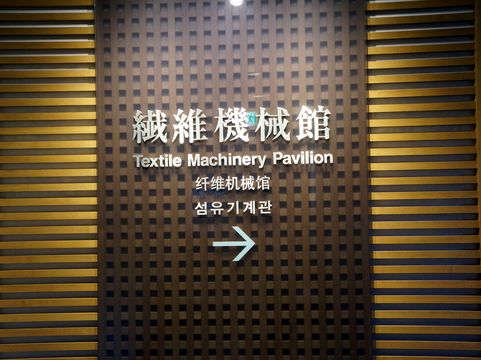 繊維機械館
Textile Machinery Pavilion
纤维机械馆
섬유기계관